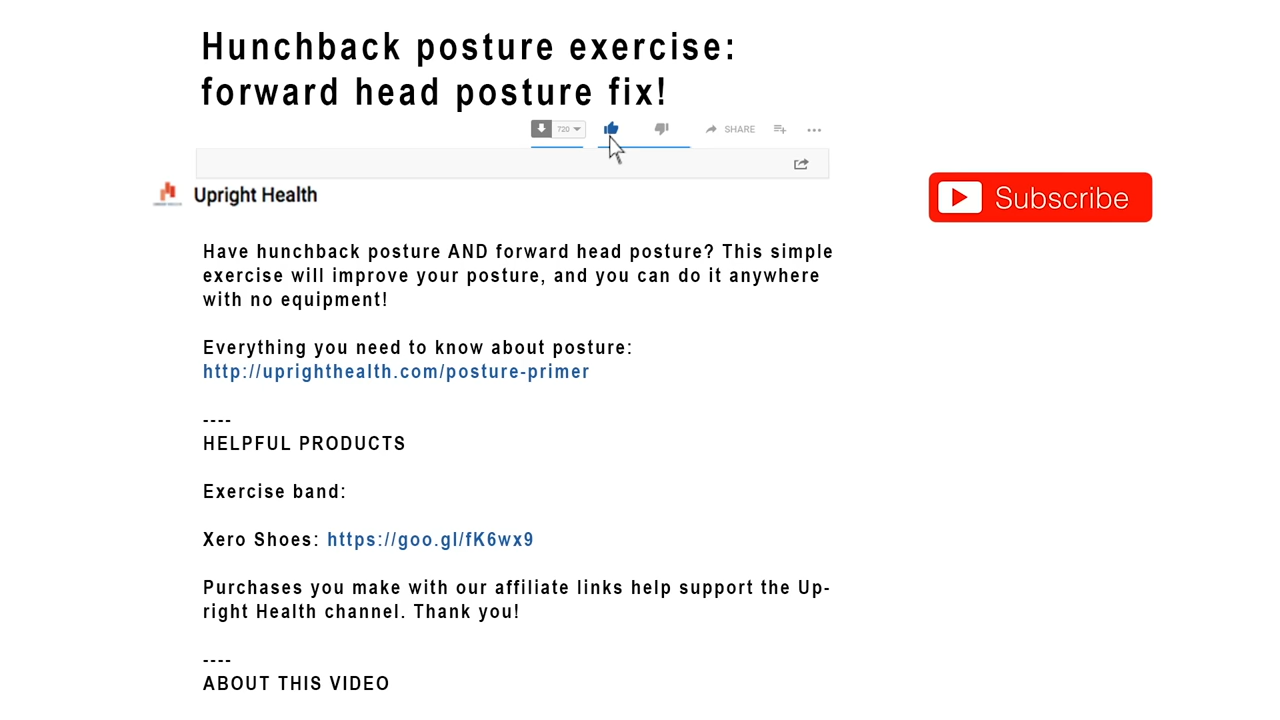 Hunchback posture exercise:
forward head posture fix!
720
SHARE
Upright Health
Subscribe
Have hunchback posture AND forward head posture? This simple
exercise will improve your posture, and you can do it anywhere
with no equipment!
Everything you need to know about posture:
http://uprighthealth.com/posture-primer
----
HELPFUL PRODUCTS
Exercise band:
Xero Shoes: https://goo.gl/fK6wx9
Purchases you make with our affiliate links help support the Up-
right Health channel. Thank you!
----
ABOUT THIS VIDEO